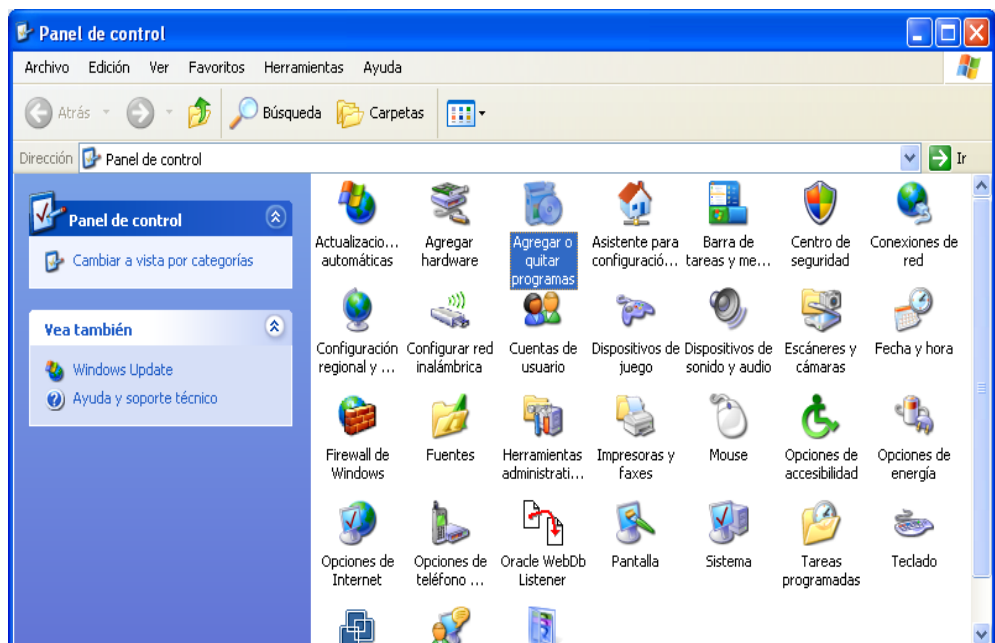 Panel de control
Archivo Edición Ver Favoritos Herramientas Ayuda
Atrás Búsqueda Carpetas
Dirección Panel de control Ir
Panel de control
Cambiar a vista por categorías
Vea también
Windows Update
Ayuda y soporte técnico
Actualizacio...
automáticas
Agregar
hardware
Agregar o
quitar
programas
Asistente para
configuració...
Barra de
tareas y me...
Centro de
seguridad
Conexiones de
red
Configuración
regional y ...
Configurar red
inalámbrica
Cuentas de
usuario
Dispositivos de
juego
Dispositivos de
sonido y audio
Escáneres y
cámaras
Fecha y hora
Firewall de
Windows
Fuentes
Herramientas
administrati...
Impresoras y
faxes
Mouse
Opciones de
accesibilidad
Opciones de
energía
Opciones de
Internet
Opciones de
teléfono ...
Oracle WebDb
Listener
Pantalla
Sistema
Tareas
programadas
Teclado